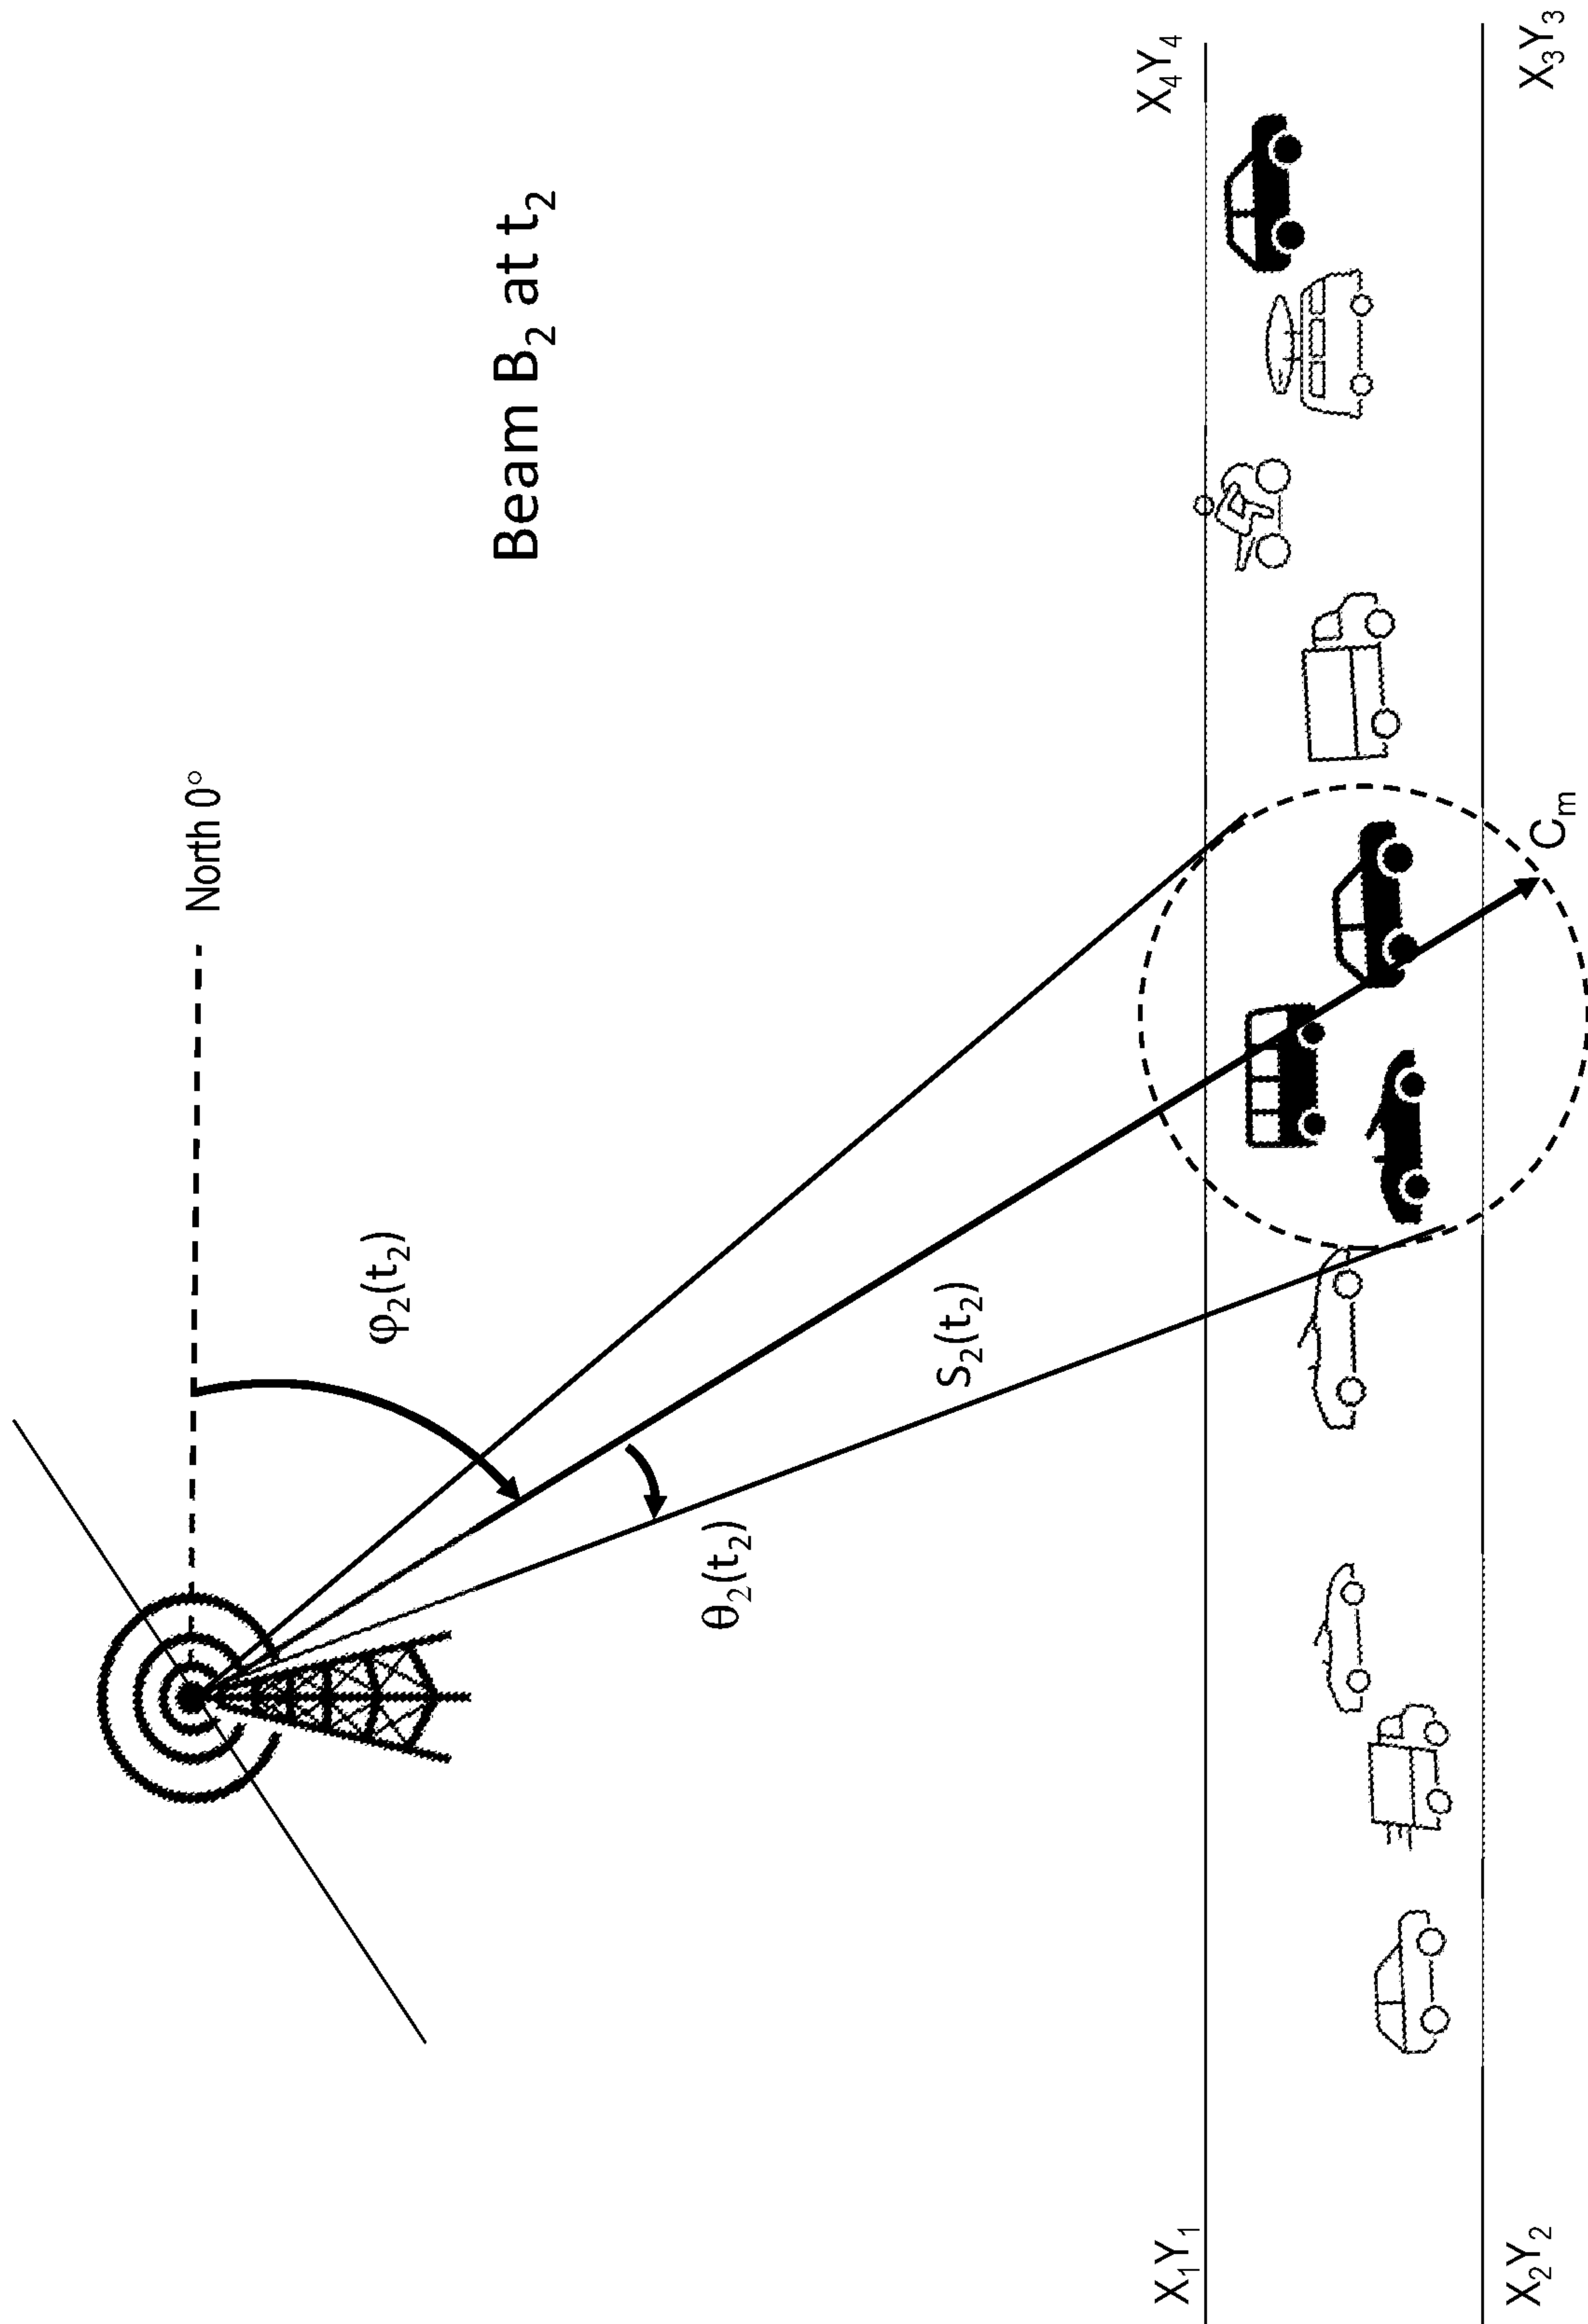 North 0°
Beam B₂ at t₂
φ₂(t₂)
θ₂(t₂)
S₂(t₂)
X₁Y₁
X₄Y₄
X₂Y₂
Cₘ
X₃Y₃